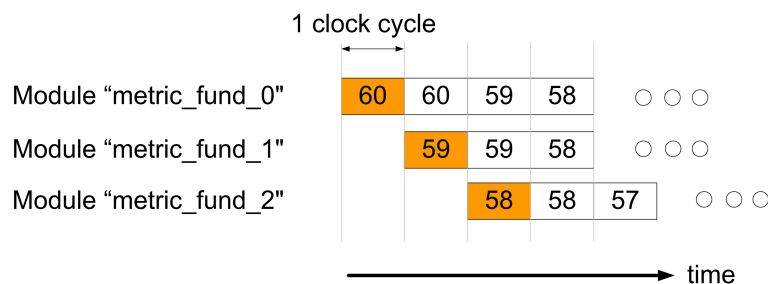 1 clock cycle
Module “metric_fund_0" 60 60 59 58
Module “metric_fund_1" 59 59 58
Module “metric_fund_2" 58 58 57
time